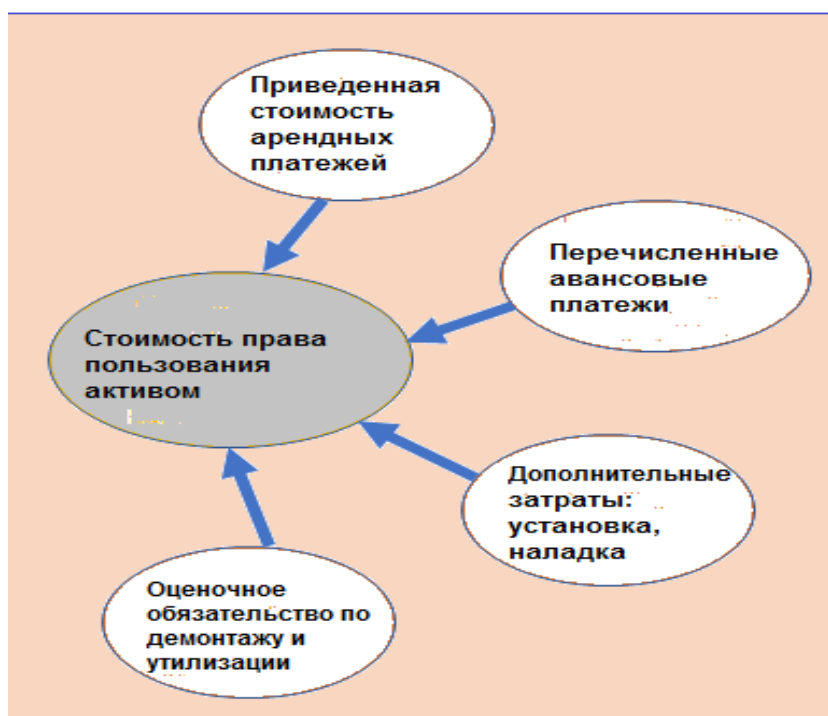 Приведенная
стоимость
арендных
платежей
Перечисленные
авансовые
платежи
Стоимость права
пользования
активом
Дополнительные
затраты:
установка,
наладка
Оценочное
обязательство по
демонтажу и
утилизации